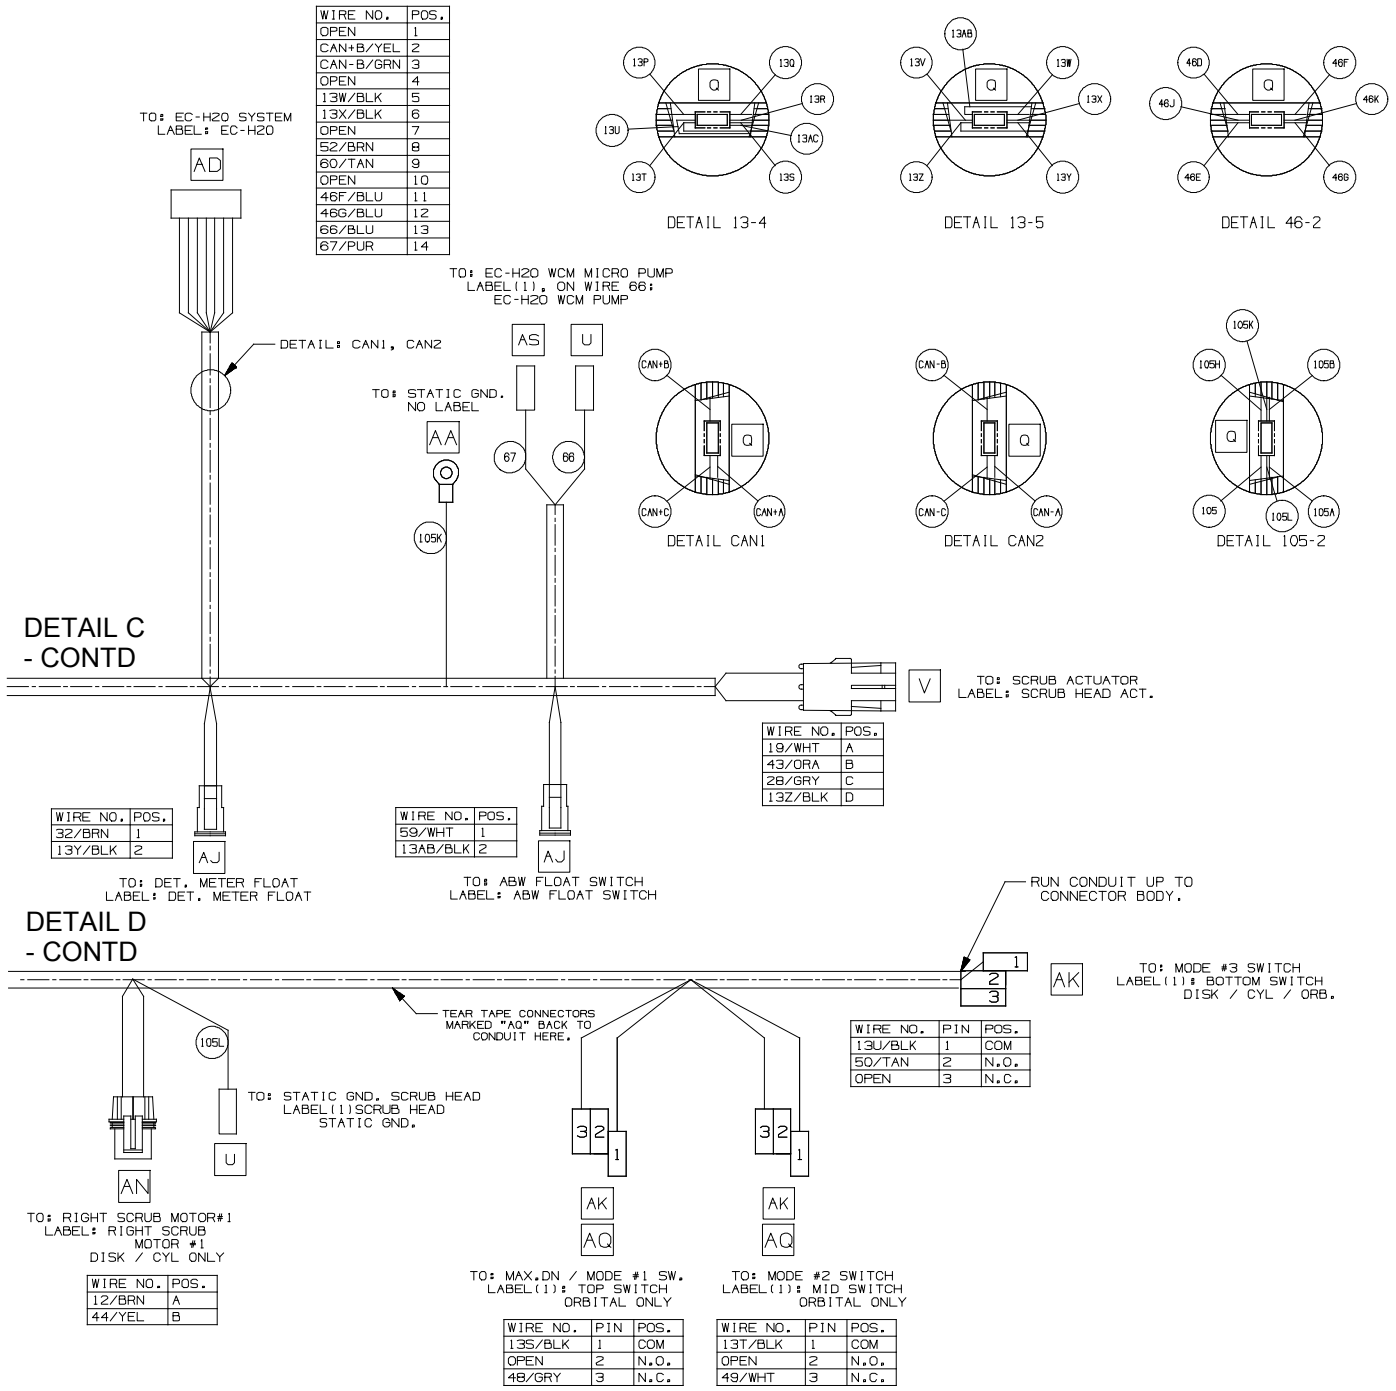 WIRE NO. POS.
OPEN 1
CAN+B/YEL 2
CAN-B/GRN 3
OPEN 4
13W/BLK 5
13X/BLK 6
OPEN 7
52/BRN 8
60/TAN 9
OPEN 10
46F/BLU 11
46G/BLU 12
66/BLU 13
67/PUR 14
TO: EC-H2O SYSTEM
LABEL: EC-H2O
AD
13P
Q
13Q
13R
13U
13AC
13T
13S
DETAIL 13-4
13AB
13V
Q
13W
13X
13Z
13Y
DETAIL 13-5
46D
Q
46F
46J
46K
46E
46G
DETAIL 46-2
TO: EC-H2O WCM MICRO PUMP
LABEL(1), ON WIRE 66:
EC-H2O WCM PUMP
AS
U
67
66
DETAIL: CAN1, CAN2
TO: STATIC GND.
NO LABEL
AA
105K
CAN+B
Q
CAN+C
CAN+A
DETAIL CAN1
CAN-B
Q
CAN-C
CAN-A
DETAIL CAN2
105K
105H
105B
Q
105
105L
105A
DETAIL 105-2
DETAIL C
- CONTD
V
TO: SCRUB ACTUATOR
LABEL: SCRUB HEAD ACT.
WIRE NO. POS.
19/WHT A
43/ORA B
28/GRY C
13Z/BLK D
WIRE NO. POS.
32/BRN 1
13Y/BLK 2
AJ
TO: DET. METER FLOAT
LABEL: DET. METER FLOAT
WIRE NO. POS.
59/WHT 1
13AB/BLK 2
AJ
TO: ABW FLOAT SWITCH
LABEL: ABW FLOAT SWITCH
DETAIL D
- CONTD
RUN CONDUIT UP TO
CONNECTOR BODY.
1
2
3
AK
TO: MODE #3 SWITCH
LABEL(1): BOTTOM SWITCH
DISK / CYL / ORB.
WIRE NO. PIN POS.
13U/BLK 1 COM
50/TAN 2 N.O.
OPEN 3 N.C.
TEAR TAPE CONNECTORS
MARKED "AQ" BACK TO
CONDUIT HERE.
105L
TO: STATIC GND. SCRUB HEAD
LABEL(1)SCRUB HEAD
STATIC GND.
U
AN
TO: RIGHT SCRUB MOTOR#1
LABEL: RIGHT SCRUB
MOTOR #1
DISK / CYL ONLY
WIRE NO. POS.
12/BRN A
44/YEL B
3 2
1
AK
AQ
TO: MAX.DN / MODE #1 SW.
LABEL(1): TOP SWITCH
ORBITAL ONLY
WIRE NO. PIN POS.
13S/BLK 1 COM
OPEN 2 N.O.
48/GRY 3 N.C.
3 2
1
AK
AQ
TO: MODE #2 SWITCH
LABEL(1): MID SWITCH
ORBITAL ONLY
WIRE NO. PIN POS.
13T/BLK 1 COM
OPEN 2 N.O.
49/WHT 3 N.C.